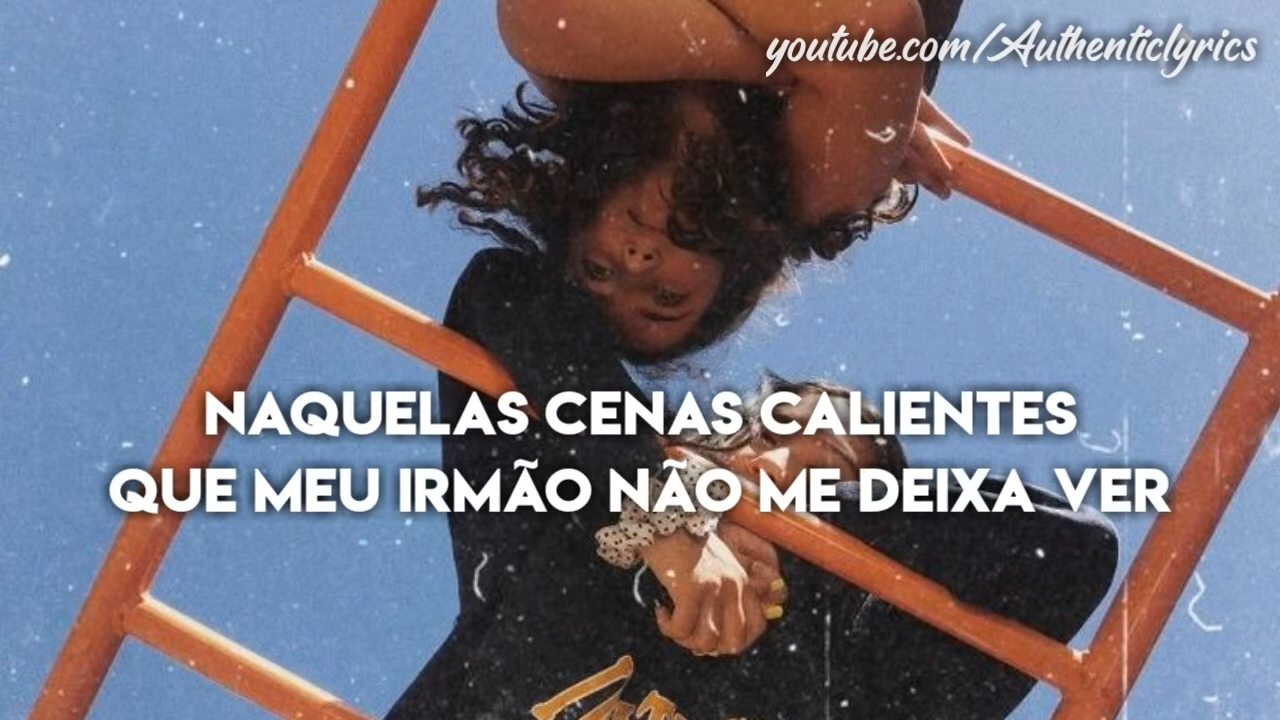 youtube.com/Authenticlyrics
NAQUELAS CENAS CALIENTES
QUE MEU IRMÃO NÃO ME DEIXA VER